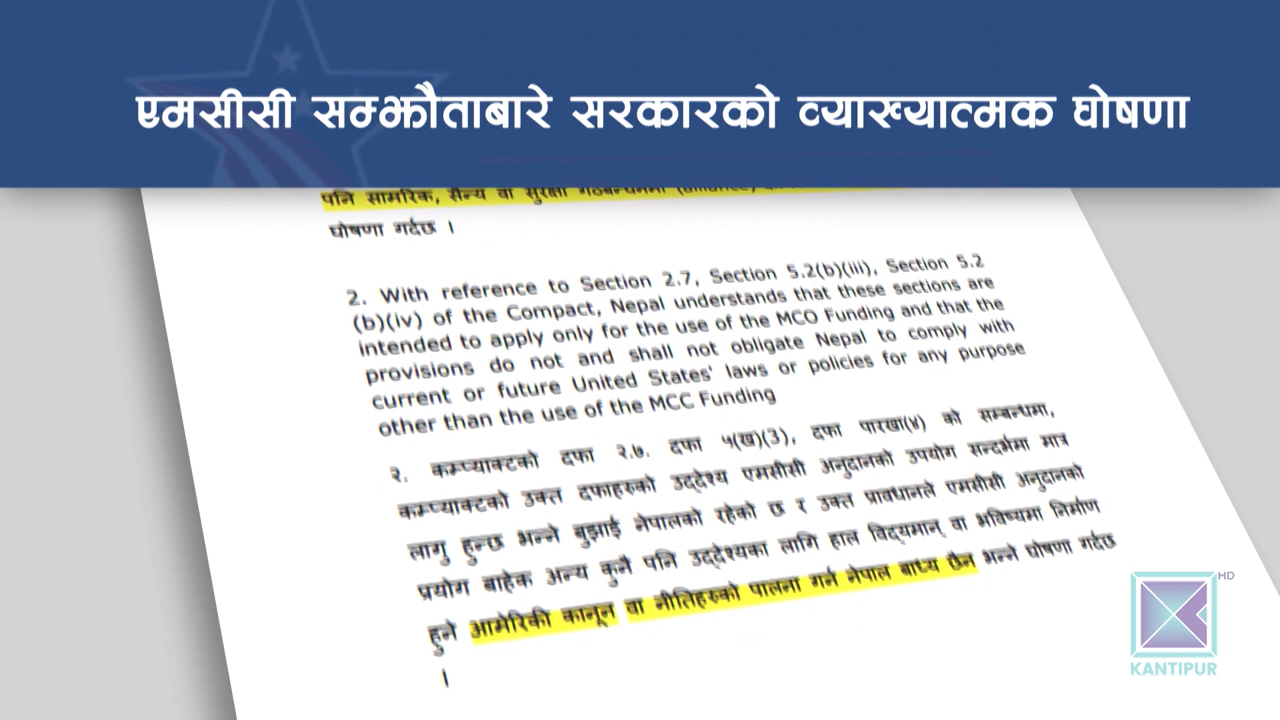 एमसीसी सम्झौताबारे सरकारको व्याख्यात्मक घोषणा
पनि सामरिक, सैन्य वा सुरक्षा गठबन्धनमा (alliance)
घोषणा गर्दछ ।
2. With reference to Section 2.7, Section 5.2(b)(iii), Section 5.2
(b)(iv) of the Compact, Nepal understands that these sections are
intended to apply only for the use of the MCO Funding and that the
provisions do not and shall not obligate Nepal to comply with
current or future United States' laws or policies for any purpose
other than the use of the MCC Funding
२. कम्प्याक्टको दफा २.७. दफा ५(ख)(3), दफा पारखा(४) को सम्बन्धमा,
कम्प्याक्टको उक्त दफाहरुको उद्देश्य एमसीसी अनुदानको उपयोग सन्दर्भमा मात्र
लागु हुन्छ भन्ने बुझाई नेपालको रहेको छ र उक्त प्रावधानले एमसीसी अनुदानको
प्रयोग बाहेक अन्य कुनै पनि उद्देश्यका लागि हाल विद्यमान् वा भविष्यमा निर्माण
हुने आमेरिकी कानून वा नीतिहरुको पालना गर्न नेपाल बाध्य छैन भन्ने घोषणा गर्दछ
।
HD
KANTIPUR